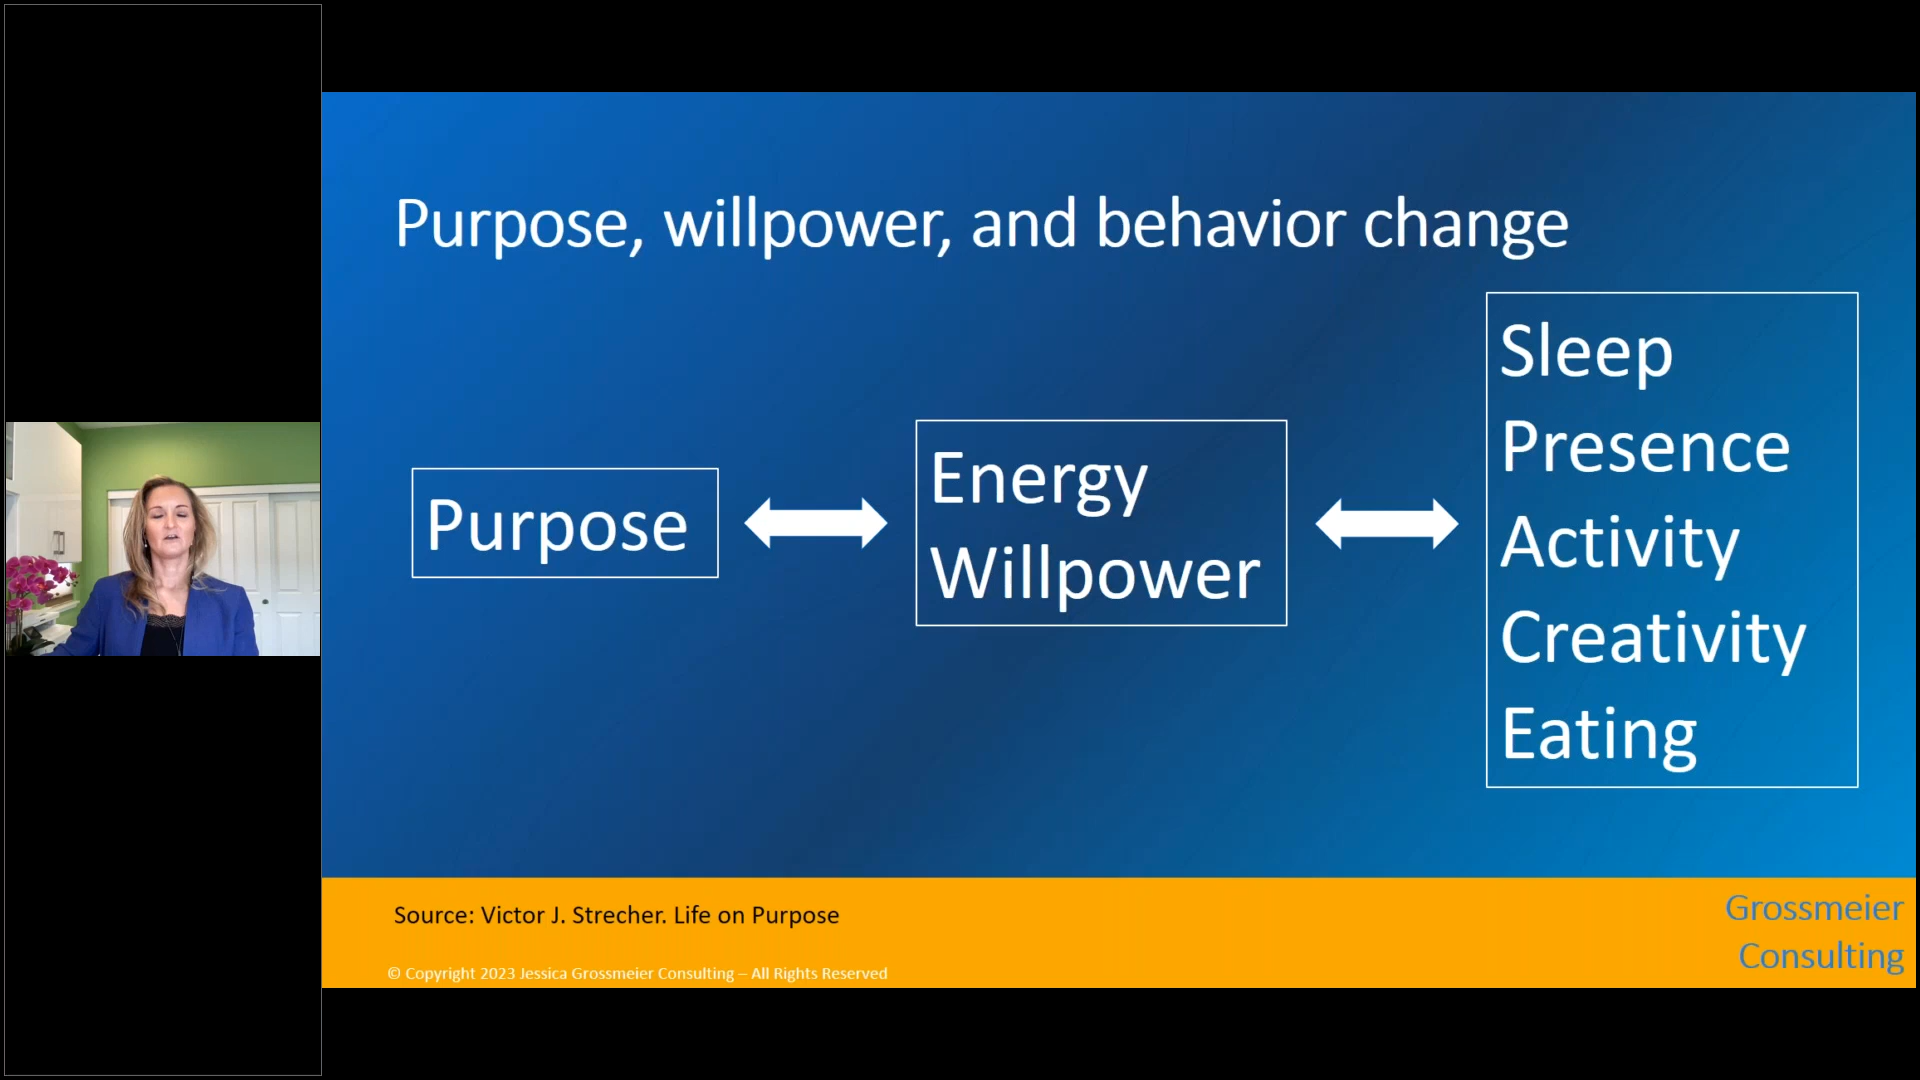 Purpose, willpower, and behavior change
Purpose
Energy
Willpower
Sleep
Presence
Activity
Creativity
Eating
Source: Victor J. Strecher. Life on Purpose
© Copyright 2023 Jessica Grossmeier Consulting – All Rights Reserved
Grossmeier
Consulting